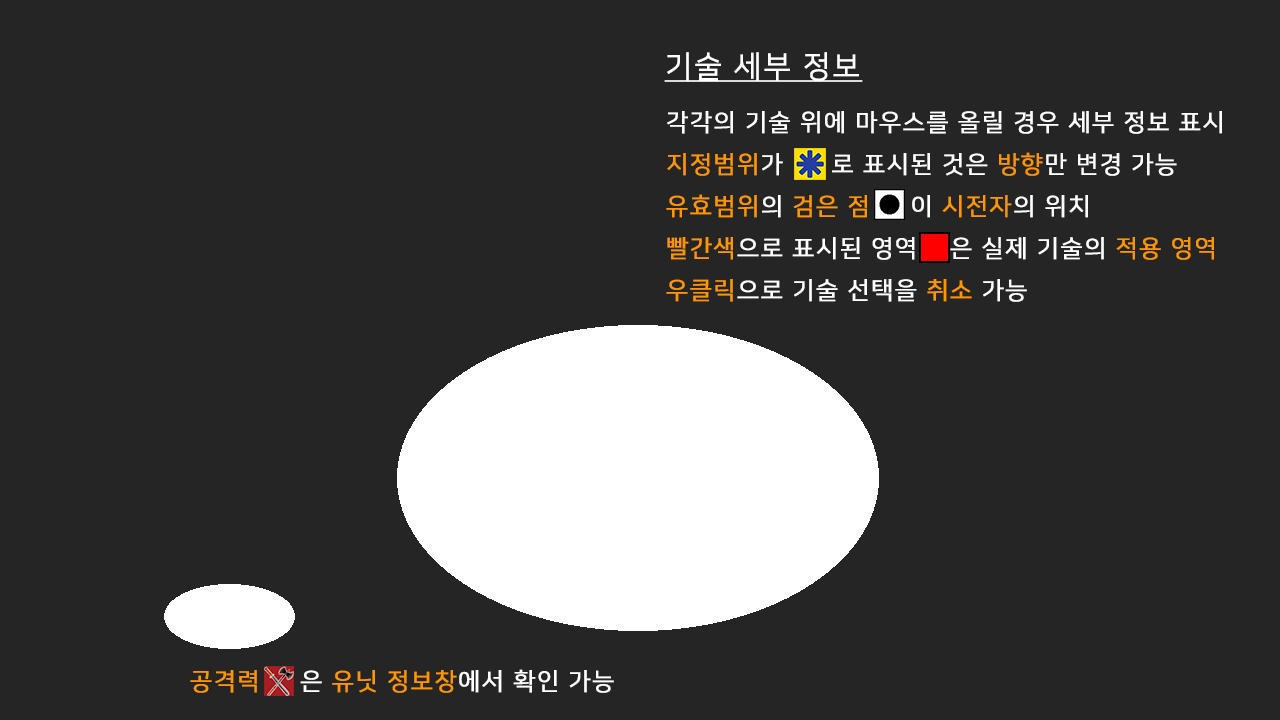 기술 세부 정보
각각의 기술 위에 마우스를 올릴 경우 세부 정보 표시
지정범위가 로 표시된 것은 방향만 변경 가능
유효범위의 검은 점 이 시전자의 위치
빨간색으로 표시된 영역 은 실제 기술의 적용 영역
우클릭으로 기술 선택을 취소 가능
공격력 은 유닛 정보창에서 확인 가능